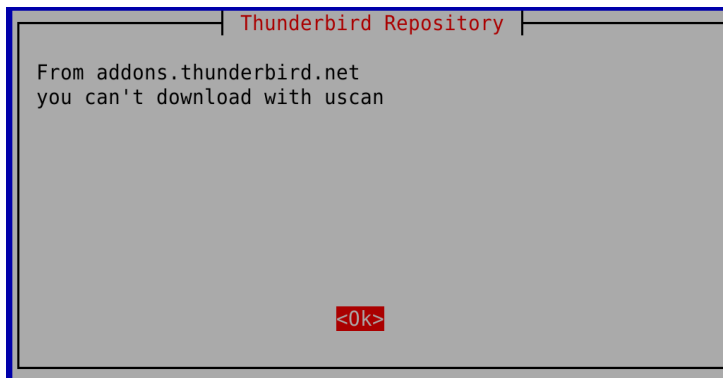 Thunderbird Repository
From addons.thunderbird.net
you can't download with uscan
<Ok>